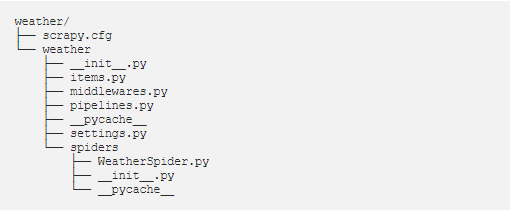 weather/
├── scrapy.cfg
└── weather
    ├── __init__.py
    ├── items.py
    ├── middlewares.py
    ├── pipelines.py
    ├── __pycache__
    ├── settings.py
    └── spiders
        ├── WeatherSpider.py
        ├── __init__.py
        └── __pycache__